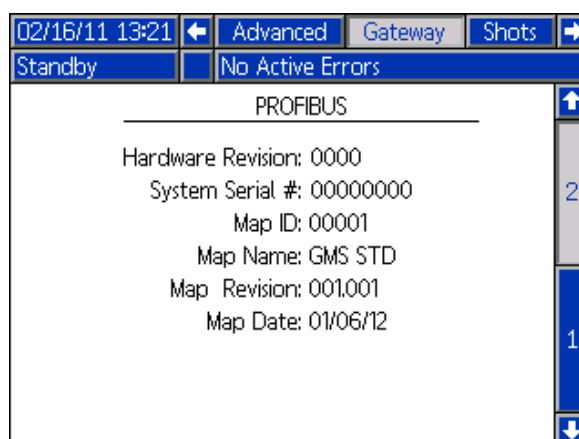 02/16/11 13:21 Advanced Gateway Shots
Standby No Active Errors
PROFIBUS
Hardware Revision: 0000
System Serial #: 00000000
Map ID: 00001
Map Name: GMS STD
Map Revision: 001.001
Map Date: 01/06/12
2
1